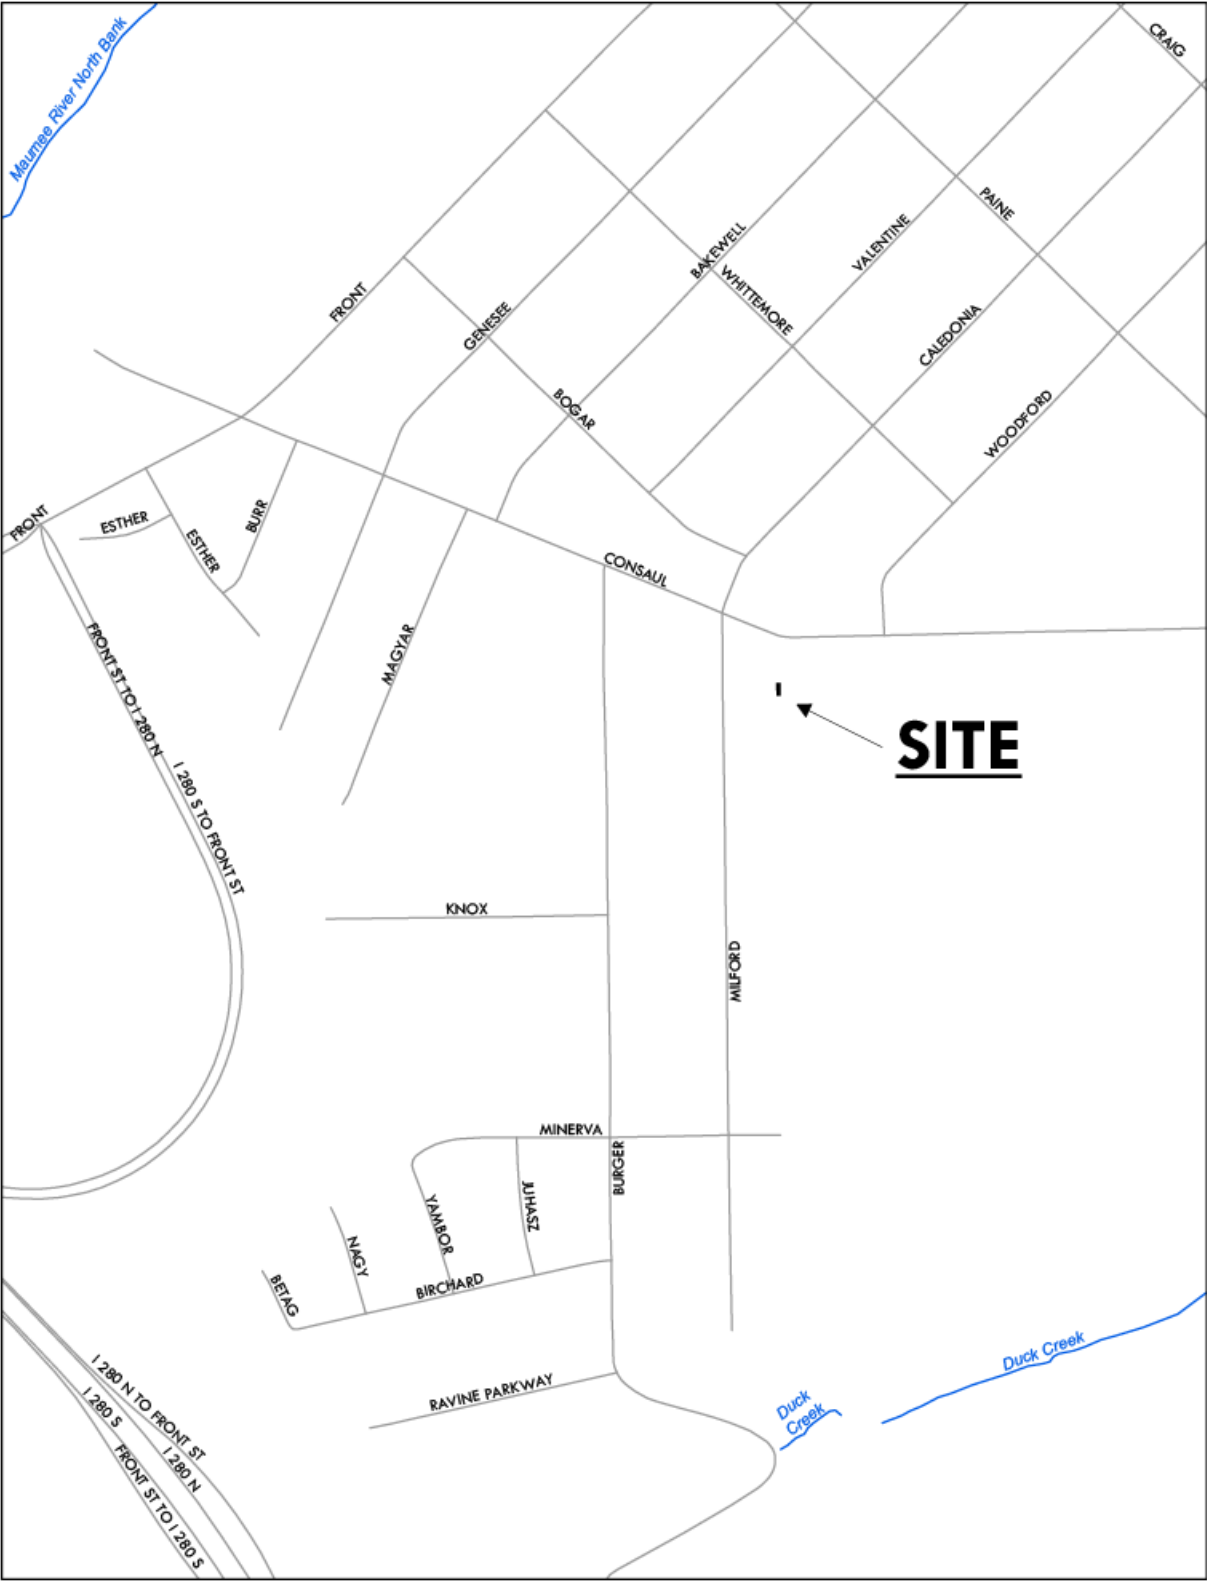 CRAIG
Maumee River North Bank
PAINE
BAKEWELL
VALENTINE
WHITTEMORE
FRONT
GENESEE
CALEDONIA
BOGAR
WOODFORD
FRONT
ESTHER
BURR
ESTHER
CONSAUL
MAGYAR
FRONT ST TO I 280 N
SITE
I 280 S TO FRONT ST
KNOX
MILFORD
MINERVA
BURGER
JUHASZ
YAMBOR
NAGY
BETAG
BIRCHARD
Duck Creek
I 280 N TO FRONT ST
RAVINE PARKWAY
Duck
Creek
I 280 S
I 280 N
FRONT ST TO I 280 S